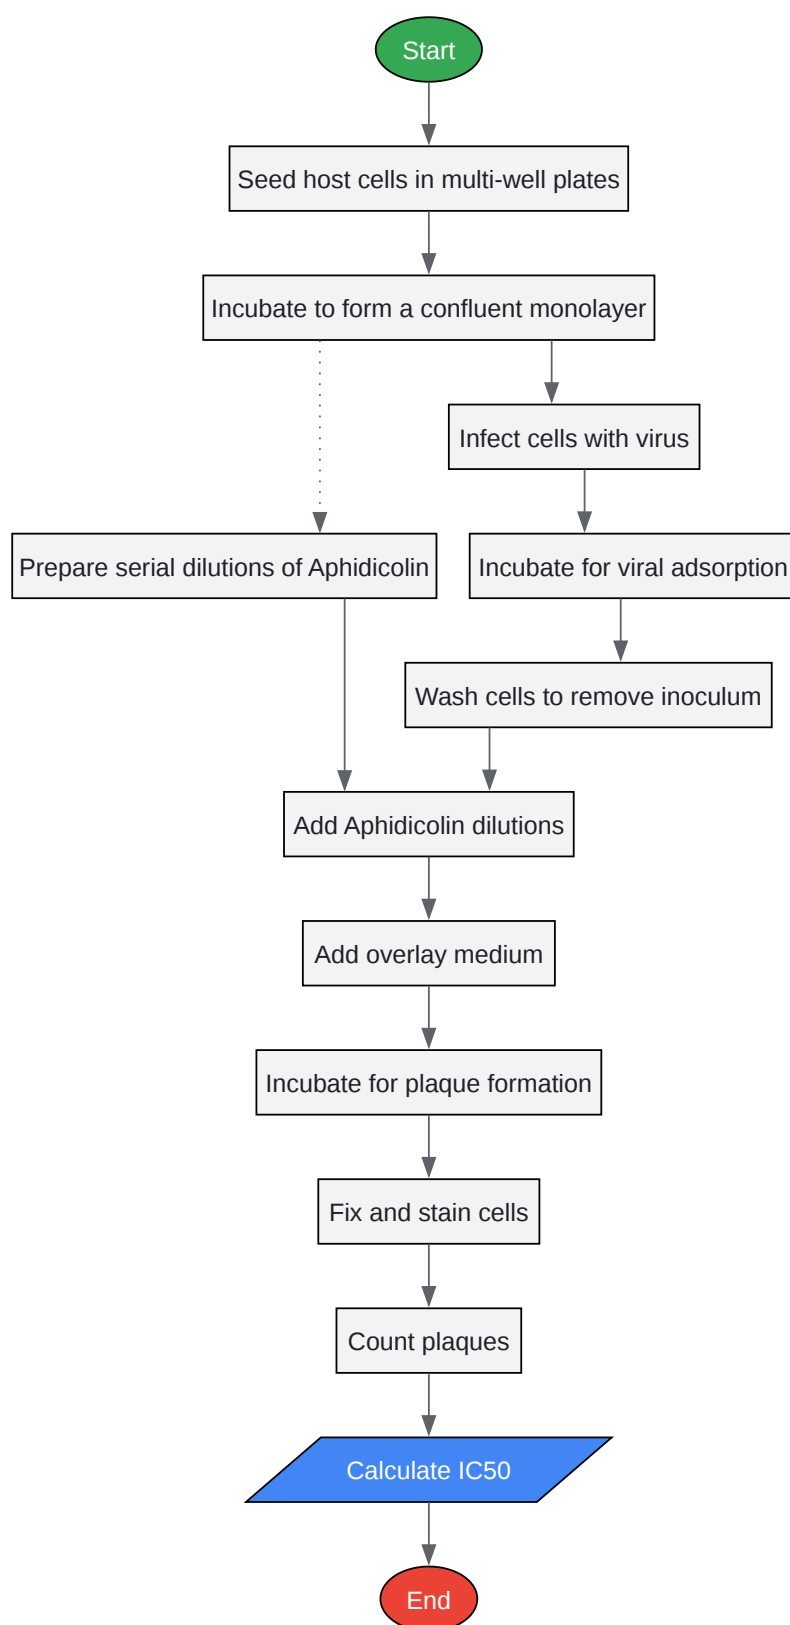 Start
Seed host cells in multi-well plates
Incubate to form a confluent monolayer
Infect cells with virus
Prepare serial dilutions of Aphidicolin
Incubate for viral adsorption
Wash cells to remove inoculum
Add Aphidicolin dilutions
Add overlay medium
Incubate for plaque formation
Fix and stain cells
Count plaques
Calculate IC50
End